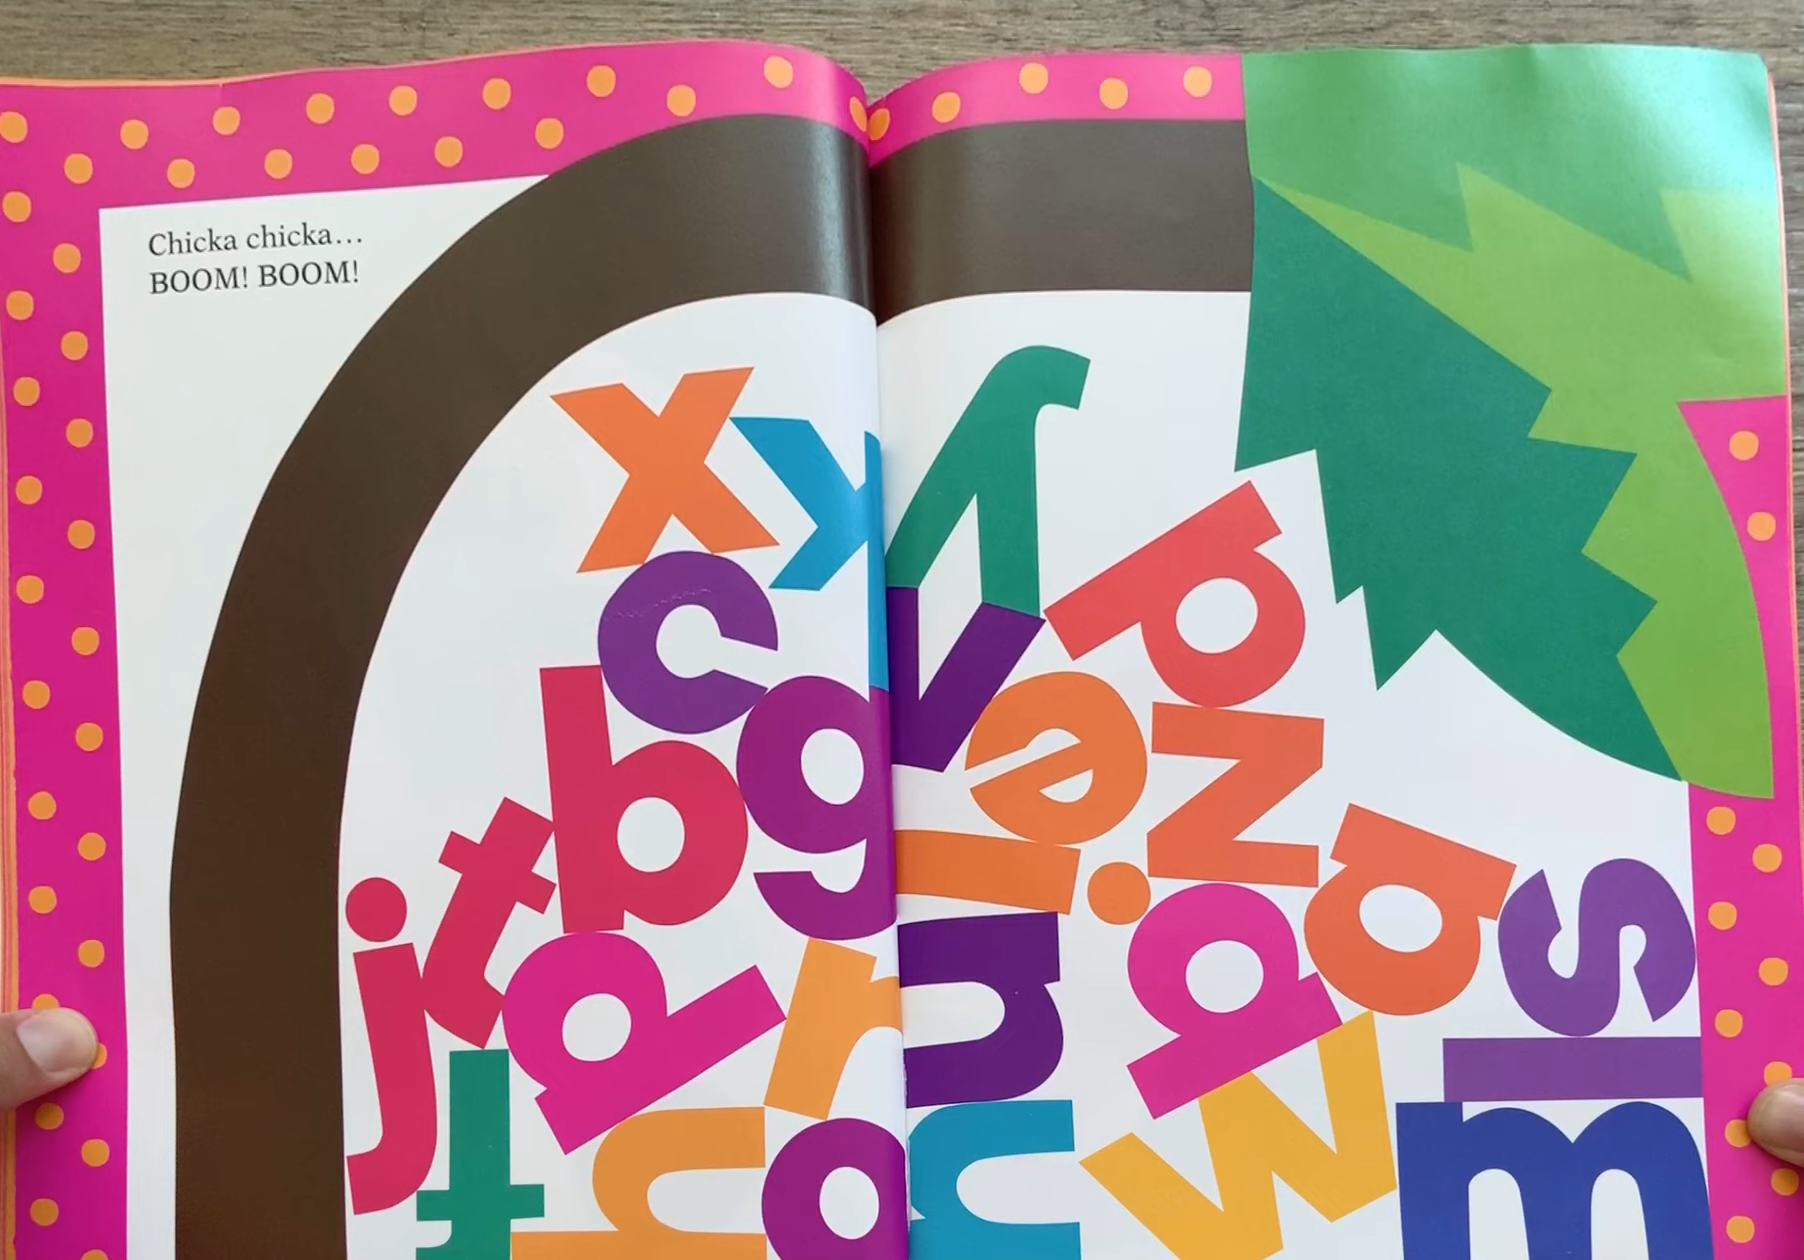 Chicka chicka...
BOOM! BOOM!
x k y
c p
b g v e z
j t i a s
d r u d l
t h w m